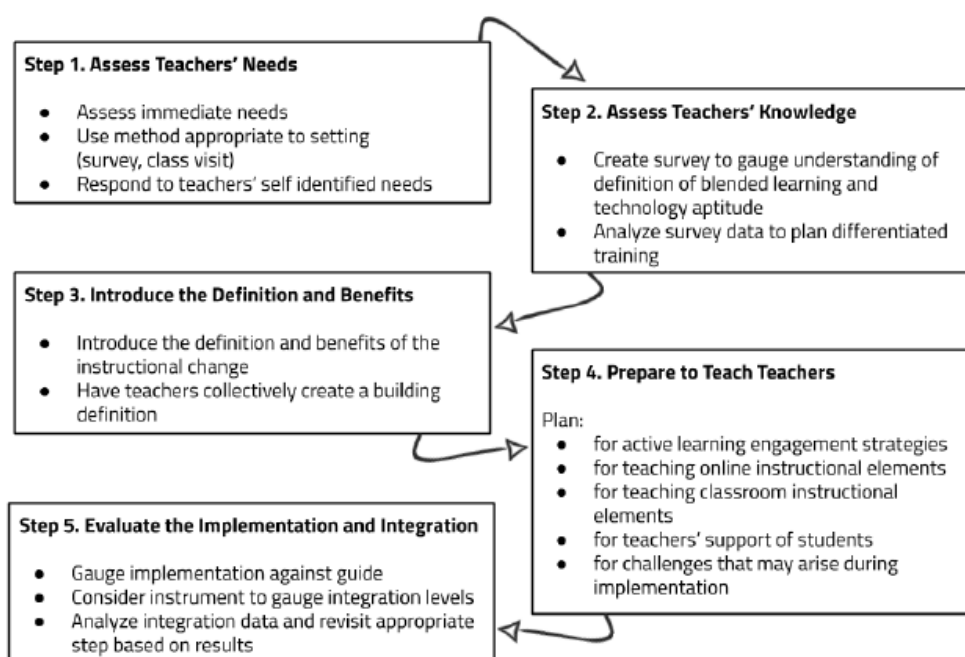 Step 1. Assess Teachers' Needs
● Assess immediate needs
● Use method appropriate to setting
(survey, class visit)
● Respond to teachers' self identified needs
Step 2. Assess Teachers' Knowledge
● Create survey to gauge understanding of
definition of blended learning and
technology aptitude
● Analyze survey data to plan differentiated
training
Step 3. Introduce the Definition and Benefits
● Introduce the definition and benefits of the
instructional change
● Have teachers collectively create a building
definition
Step 4. Prepare to Teach Teachers
Plan:
● for active learning engagement strategies
● for teaching online instructional elements
● for teaching classroom instructional
elements
● for teachers' support of students
● for challenges that may arise during
implementation
Step 5. Evaluate the Implementation and Integration
● Gauge implementation against guide
● Consider instrument to gauge integration levels
● Analyze integration data and revisit appropriate
step based on results